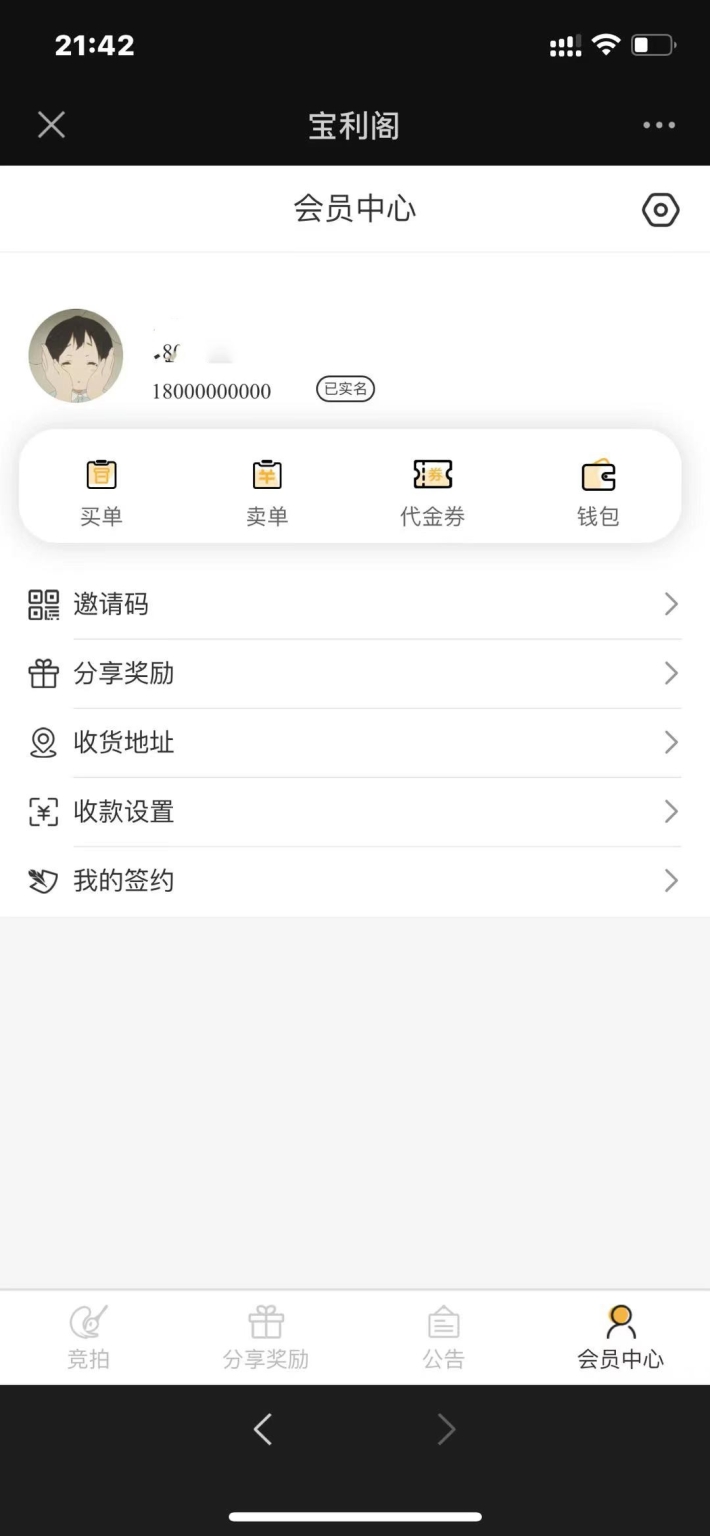 21:42
宝利阁
会员中心
18000000000 已实名
买单 卖单 代金券 钱包
邀请码
分享奖励
收货地址
收款设置
我的签约
竞拍 分享奖励 公告 会员中心